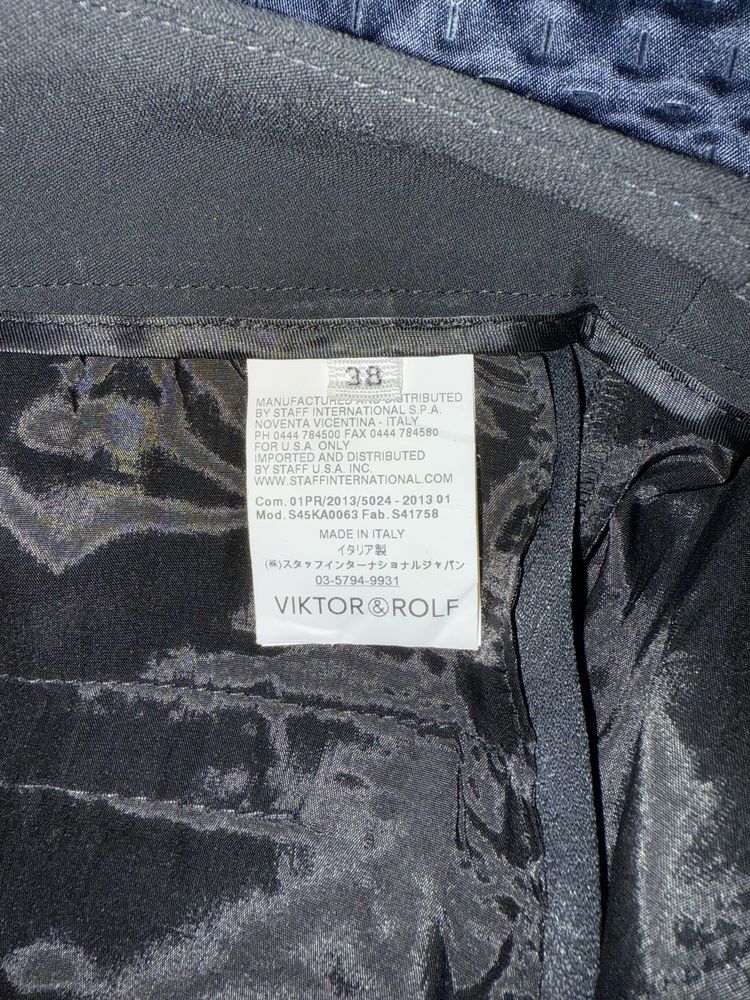 38
MANUFACTURED AND DISTRIBUTED
BY STAFF INTERNATIONAL S.P.A.
NOVENTA VICENTINA - ITALY
PH 0444 784500 FAX 0444 784580
FOR U.S.A. ONLY
IMPORTED AND DISTRIBUTED
BY STAFF U.S.A. INC.
WWW.STAFFINTERNATIONAL.COM
Com. 01PR/2013/5024 - 2013 01
Mod. S45KA0063 Fab. S41758
MADE IN ITALY
イタリア製
(株)スタッフインターナショナルジャパン
03-5794-9931
VIKTOR&ROLF